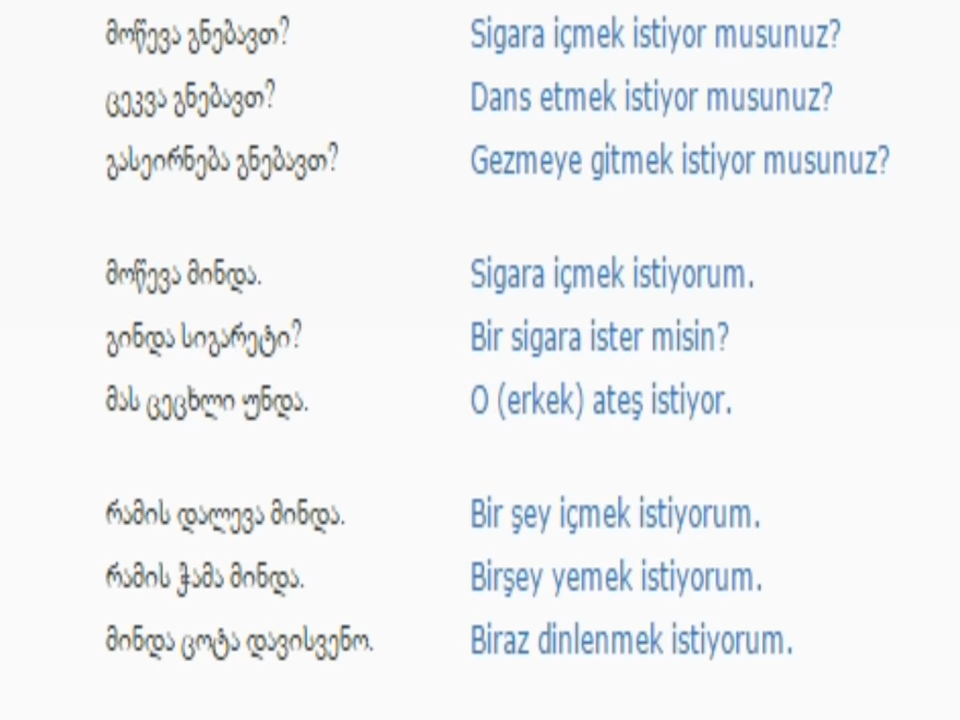 მოწევა გნებავთ? Sigara içmek istiyor musunuz?
ცეკვა გნებავთ? Dans etmek istiyor musunuz?
გასეირნება გნებავთ? Gezmeye gitmek istiyor musunuz?
მოწევა მინდა. Sigara içmek istiyorum.
გინდა სიგარეტი? Bir sigara ister misin?
მას ცეცხლი უნდა. O (erkek) ateş istiyor.
რამის დალევა მინდა. Bir şey içmek istiyorum.
რამის ჭამა მინდა. Birşey yemek istiyorum.
მინდა ცოტა დავისვენო. Biraz dinlenmek istiyorum.